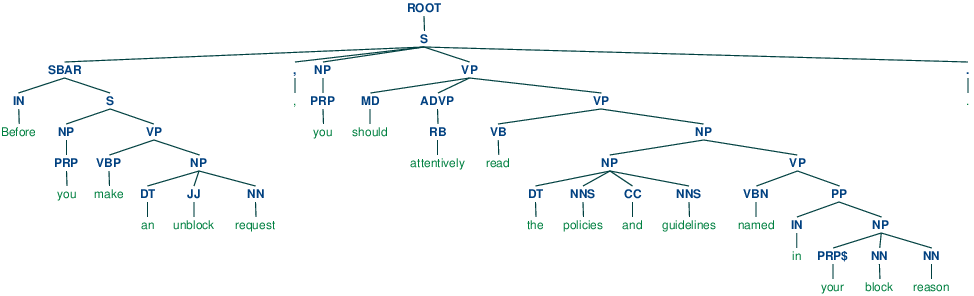 ROOT
S
SBAR , NP VP .
IN S , PRP MD ADVP VP .
Before NP VP you should RB VB NP
PRP VBP NP attentively read NP VP
you make DT JJ NN DT NNS CC NNS VBN PP
an unblock request the policies and guidelines named IN NP
in PRP$ NN NN
your block reason